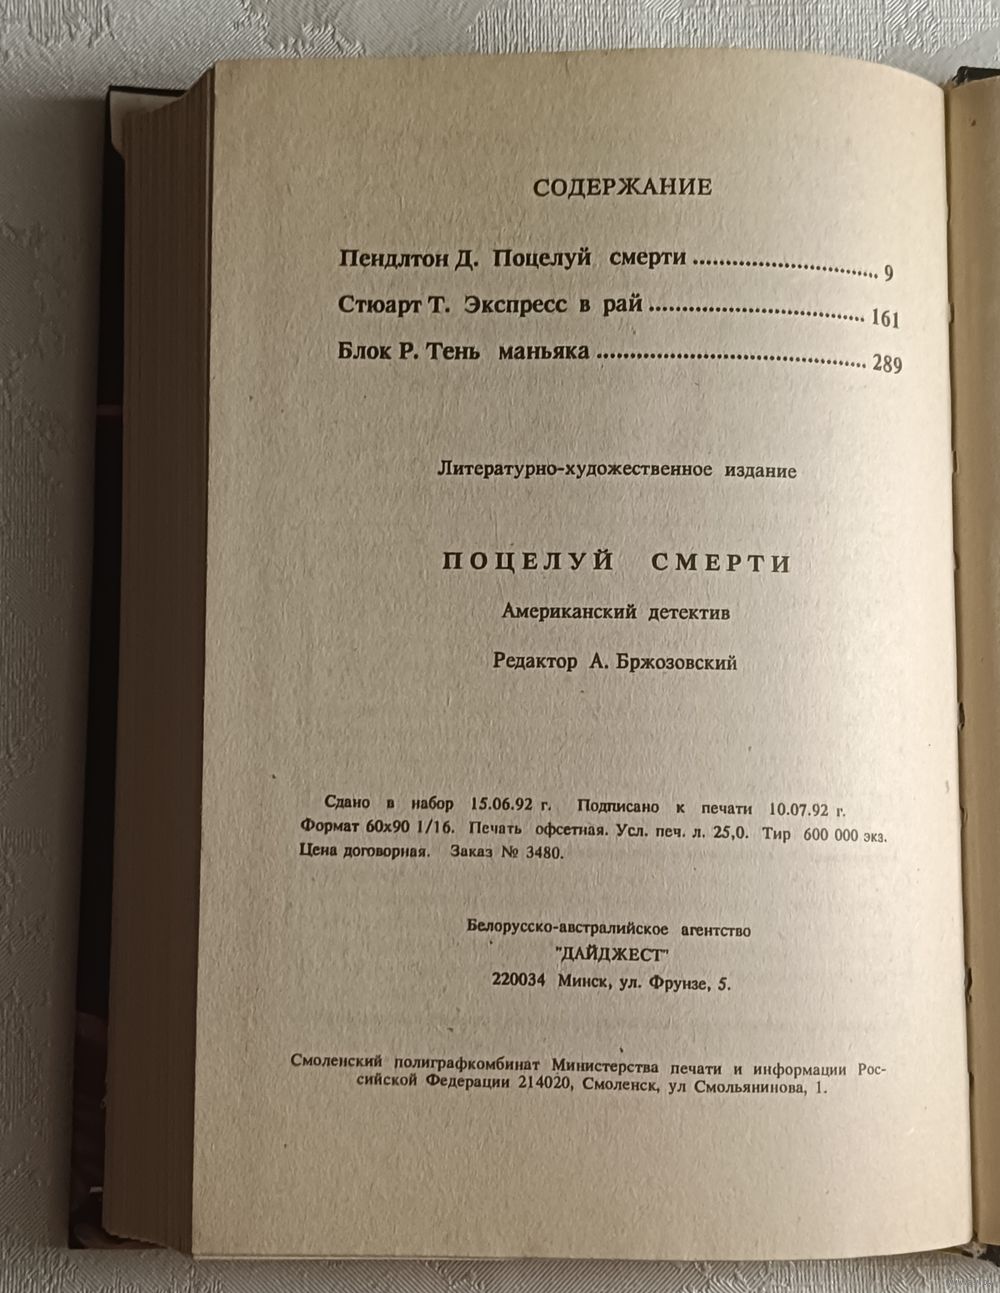 СОДЕРЖАНИЕ
Пендлтон Д. Поцелуй смерти ........................... 9
Стюарт Т. Экспресс в рай ................................ 161
Блок Р. Тень маньяка ........................................ 289
Литературно-художественное издание
ПОЦЕЛУЙ СМЕРТИ
Американский детектив
Редактор А. Бржозовский
Сдано в набор 15.06.92 г. Подписано к печати 10.07.92 г.
Формат 60х90 1/16. Печать офсетная. Усл. печ. л. 25,0. Тир 600 000 экз.
Цена договорная. Заказ № 3480.
Белорусско-австралийское агентство
"ДАЙДЖЕСТ"
220034 Минск, ул. Фрунзе, 5.
Смоленский полиграфкомбинат Министерства печати и информации Рос-
сийской Федерации 214020, Смоленск, ул Смольянинова, 1.